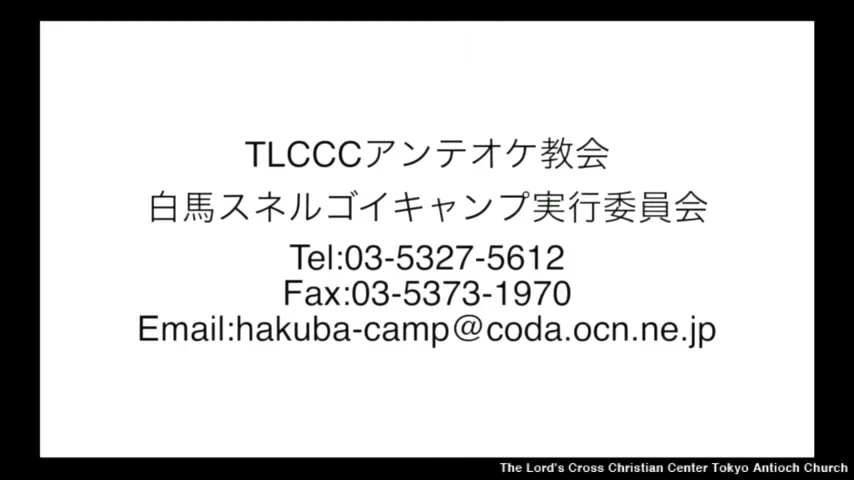 TLCCCアンテオケ教会
白馬スネルゴイキャンプ実行委員会
Tel:03-5327-5612
Fax:03-5373-1970
Email:hakuba-camp@coda.ocn.ne.jp
The Lord's Cross Christian Center Tokyo Antioch Church